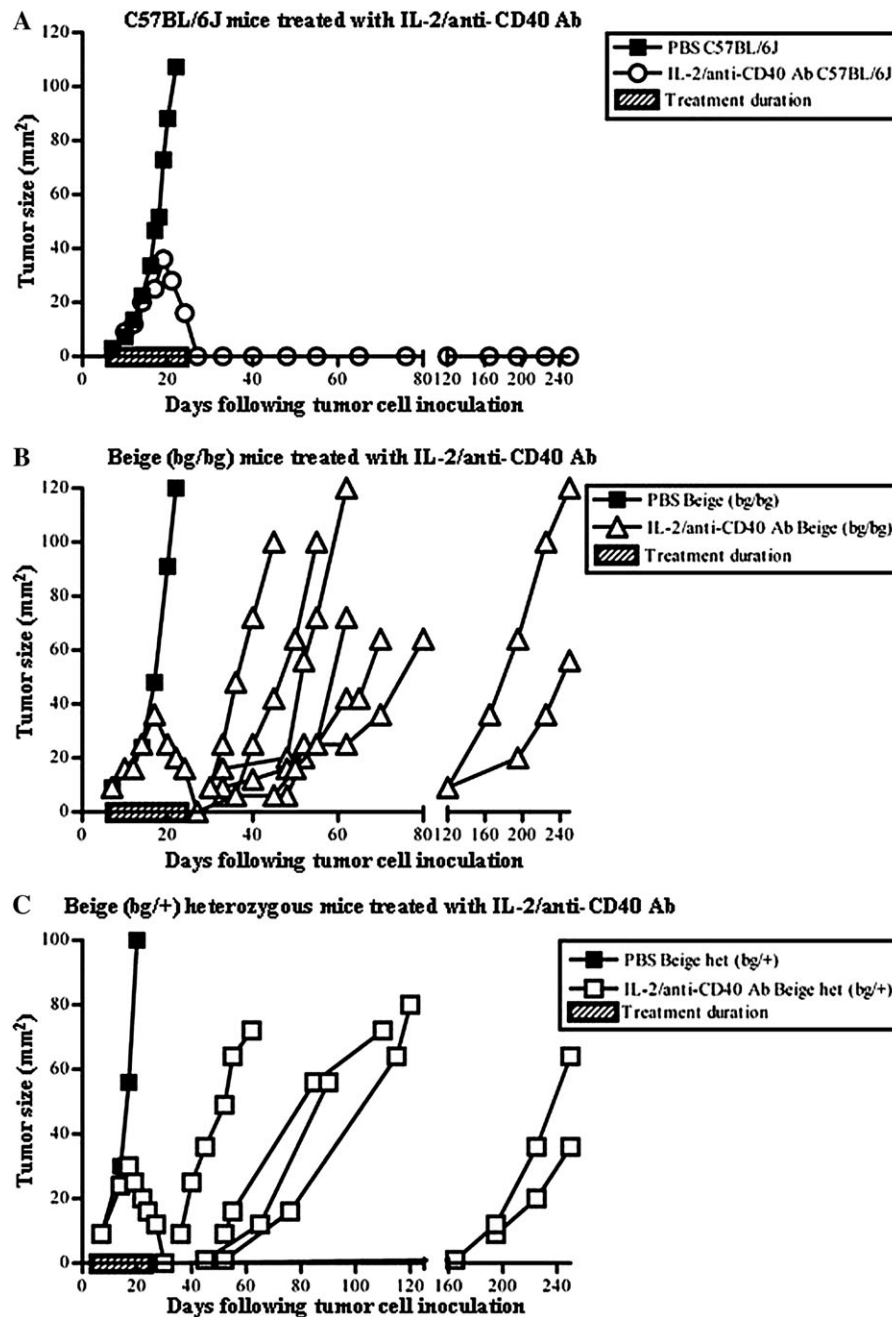 A
C57BL/6J mice treated with IL-2/anti-CD40 Ab
PBS C57BL/6J
IL-2/anti-CD40 Ab C57BL/6J
Treatment duration
Tumor size (mm²)
120
100
80
60
40
20
0
0 20 40 60 80 120 160 200 240
Days following tumor cell inoculation
B
Beige (bg/bg) mice treated with IL-2/anti-CD40 Ab
PBS Beige (bg/bg)
IL-2/anti-CD40 Ab Beige (bg/bg)
Treatment duration
Tumor size (mm²)
120
100
80
60
40
20
0
0 20 40 60 80 120 160 200 240
Days following tumor cell inoculation
C
Beige (bg/+) heterozygous mice treated with IL-2/anti-CD40 Ab
PBS Beige het (bg/+)
IL-2/anti-CD40 Ab Beige het (bg/+)
Treatment duration
Tumor size (mm²)
100
80
60
40
20
0
0 20 40 60 80 100 120 160 200 240
Days following tumor cell inoculation